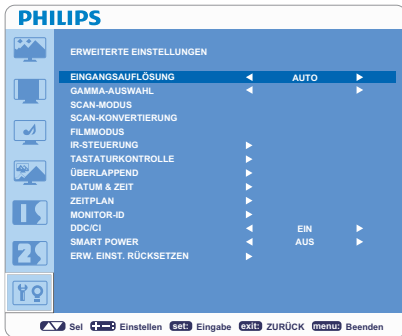 PHILIPS
ERWEITERTE EINSTELLUNGEN
EINGANGSAUFLÖSUNG AUTO
GAMMA-AUSWAHL
SCAN-MODUS
SCAN-KONVERTIERUNG
FILMMODUS
IR-STEUERUNG
TASTATURKONTROLLE
ÜBERLAPPEND
DATUM & ZEIT
ZEITPLAN
MONITOR-ID
DDC/CI EIN
SMART POWER AUS
ERW. EINST. RÜCKSETZEN
Sel Einstellen set: Eingabe exit: ZURÜCK menu: Beenden